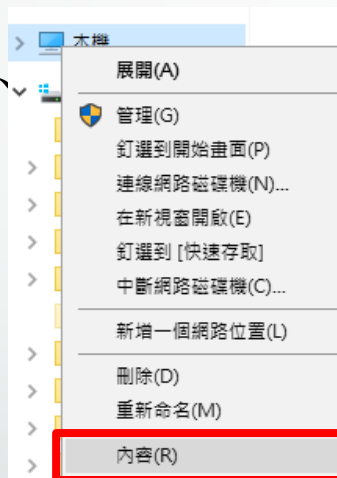 本機
展開(A)
管理(G)
釘選到開始畫面(P)
連線網路磁碟機(N)...
在新視窗開啟(E)
釘選到 [快速存取]
中斷網路磁碟機(C)...
新增一個網路位置(L)
刪除(D)
重新命名(M)
內容(R)